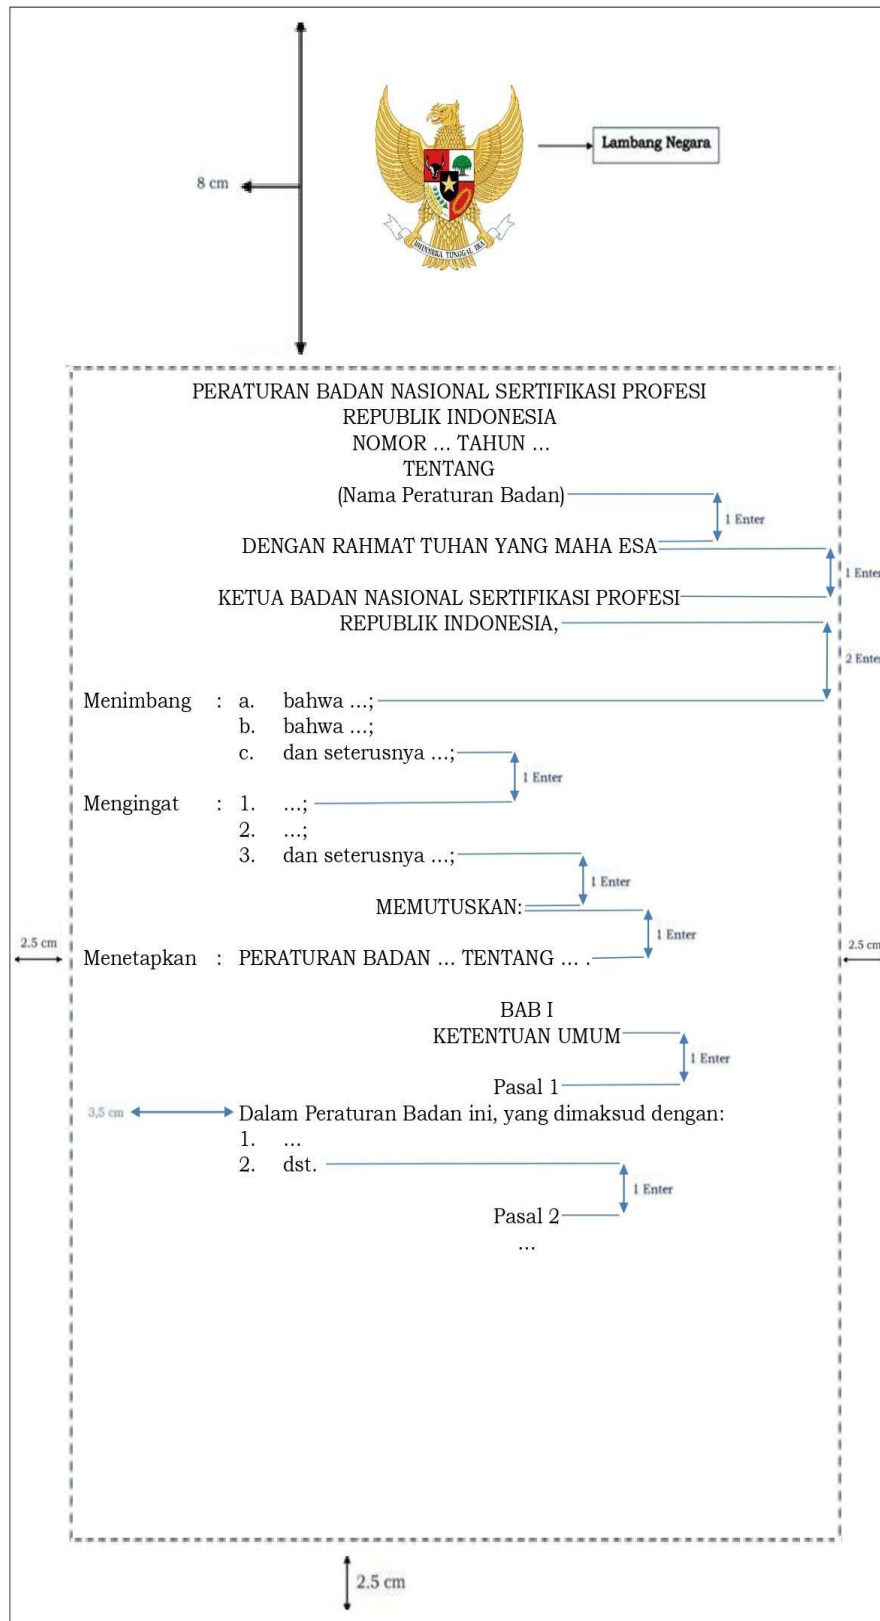 Lambang Negara
8 cm
BHINNEKA TUNGGAL IKA
PERATURAN BADAN NASIONAL SERTIFIKASI PROFESI
REPUBLIK INDONESIA
NOMOR ... TAHUN ...
TENTANG
(Nama Peraturan Badan)
1 Enter
DENGAN RAHMAT TUHAN YANG MAHA ESA
1 Enter
KETUA BADAN NASIONAL SERTIFIKASI PROFESI
REPUBLIK INDONESIA,
2 Enter
Menimbang : a. bahwa ...;
b. bahwa ...;
c. dan seterusnya ...;
1 Enter
Mengingat : 1. ...;
2. ...;
3. dan seterusnya ...;
1 Enter
MEMUTUSKAN:
1 Enter
2.5 cm
2.5 cm
Menetapkan : PERATURAN BADAN ... TENTANG ... .
BAB I
KETENTUAN UMUM
1 Enter
Pasal 1
3,5 cm
Dalam Peraturan Badan ini, yang dimaksud dengan:
1. ...
2. dst.
1 Enter
Pasal 2
...
2.5 cm